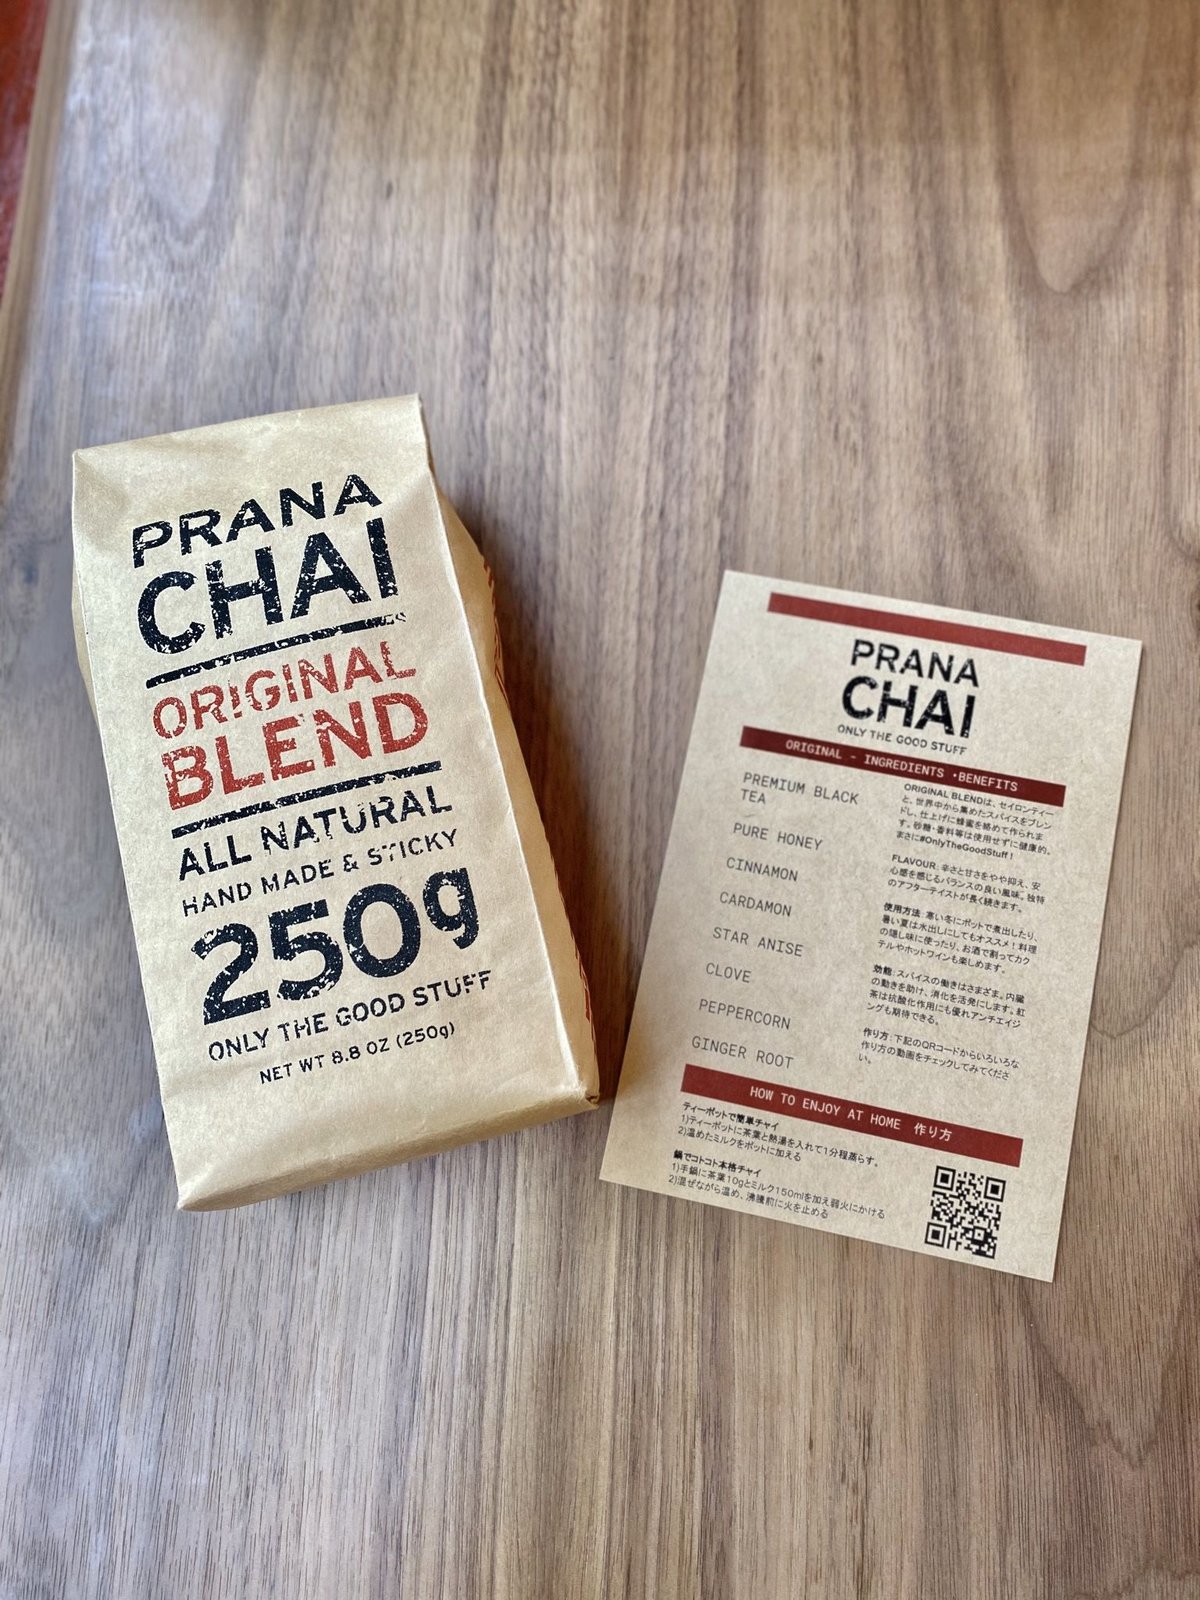 PRANA
CHAI
ORIGINAL
BLEND
ALL NATURAL
HAND MADE & STICKY
250g
ONLY THE GOOD STUFF
NET WT 8.8 OZ (250g)
PRANA
CHAI
ONLY THE GOOD STUFF
ORIGINAL - INGREDIENTS ・BENEFITS
PREMIUM BLACK
TEA
PURE HONEY
CINNAMON
CARDAMON
STAR ANISE
CLOVE
PEPPERCORN
GINGER ROOT
ORIGINAL BLENDは、セイロンティー
と、世界中から集めたスパイスをブレン
ドし、仕上げに蜂蜜を絡めて作られま
す。砂糖・香料等は使用せずに健康的。
まさに#OnlyTheGoodStuff！
FLAVOUR: 辛さと甘さをやや抑え、安
心感を感じるバランスの良い風味。独特
のアフターテイストが長く続きます。
使用方法: 寒い冬にポットで煮出したり、
暑い夏は水出しにしてもオススメ！料理
の隠し味に使ったり、お酒で割ってカク
テルやホットワインも楽しめます。
効能: スパイスの働きはさまざま。内臓
の動きを助け、消化を活発にします。紅
茶は抗酸化作用にも優れアンチエイジ
ングも期待できる。
作り方: 下記のQRコードからいろいろな
作り方の動画をチェックしてみてくださ
い。
HOW TO ENJOY AT HOME 作り方
ティーポットで簡単チャイ
1)ティーポットに茶葉と熱湯を入れて1分程蒸らす。
2)温めたミルクをポットに加える
鍋でコトコト本格チャイ
1)手鍋に茶葉10gとミルク150mlを加え弱火にかける
2)混ぜながら温め、沸騰前に火を止める